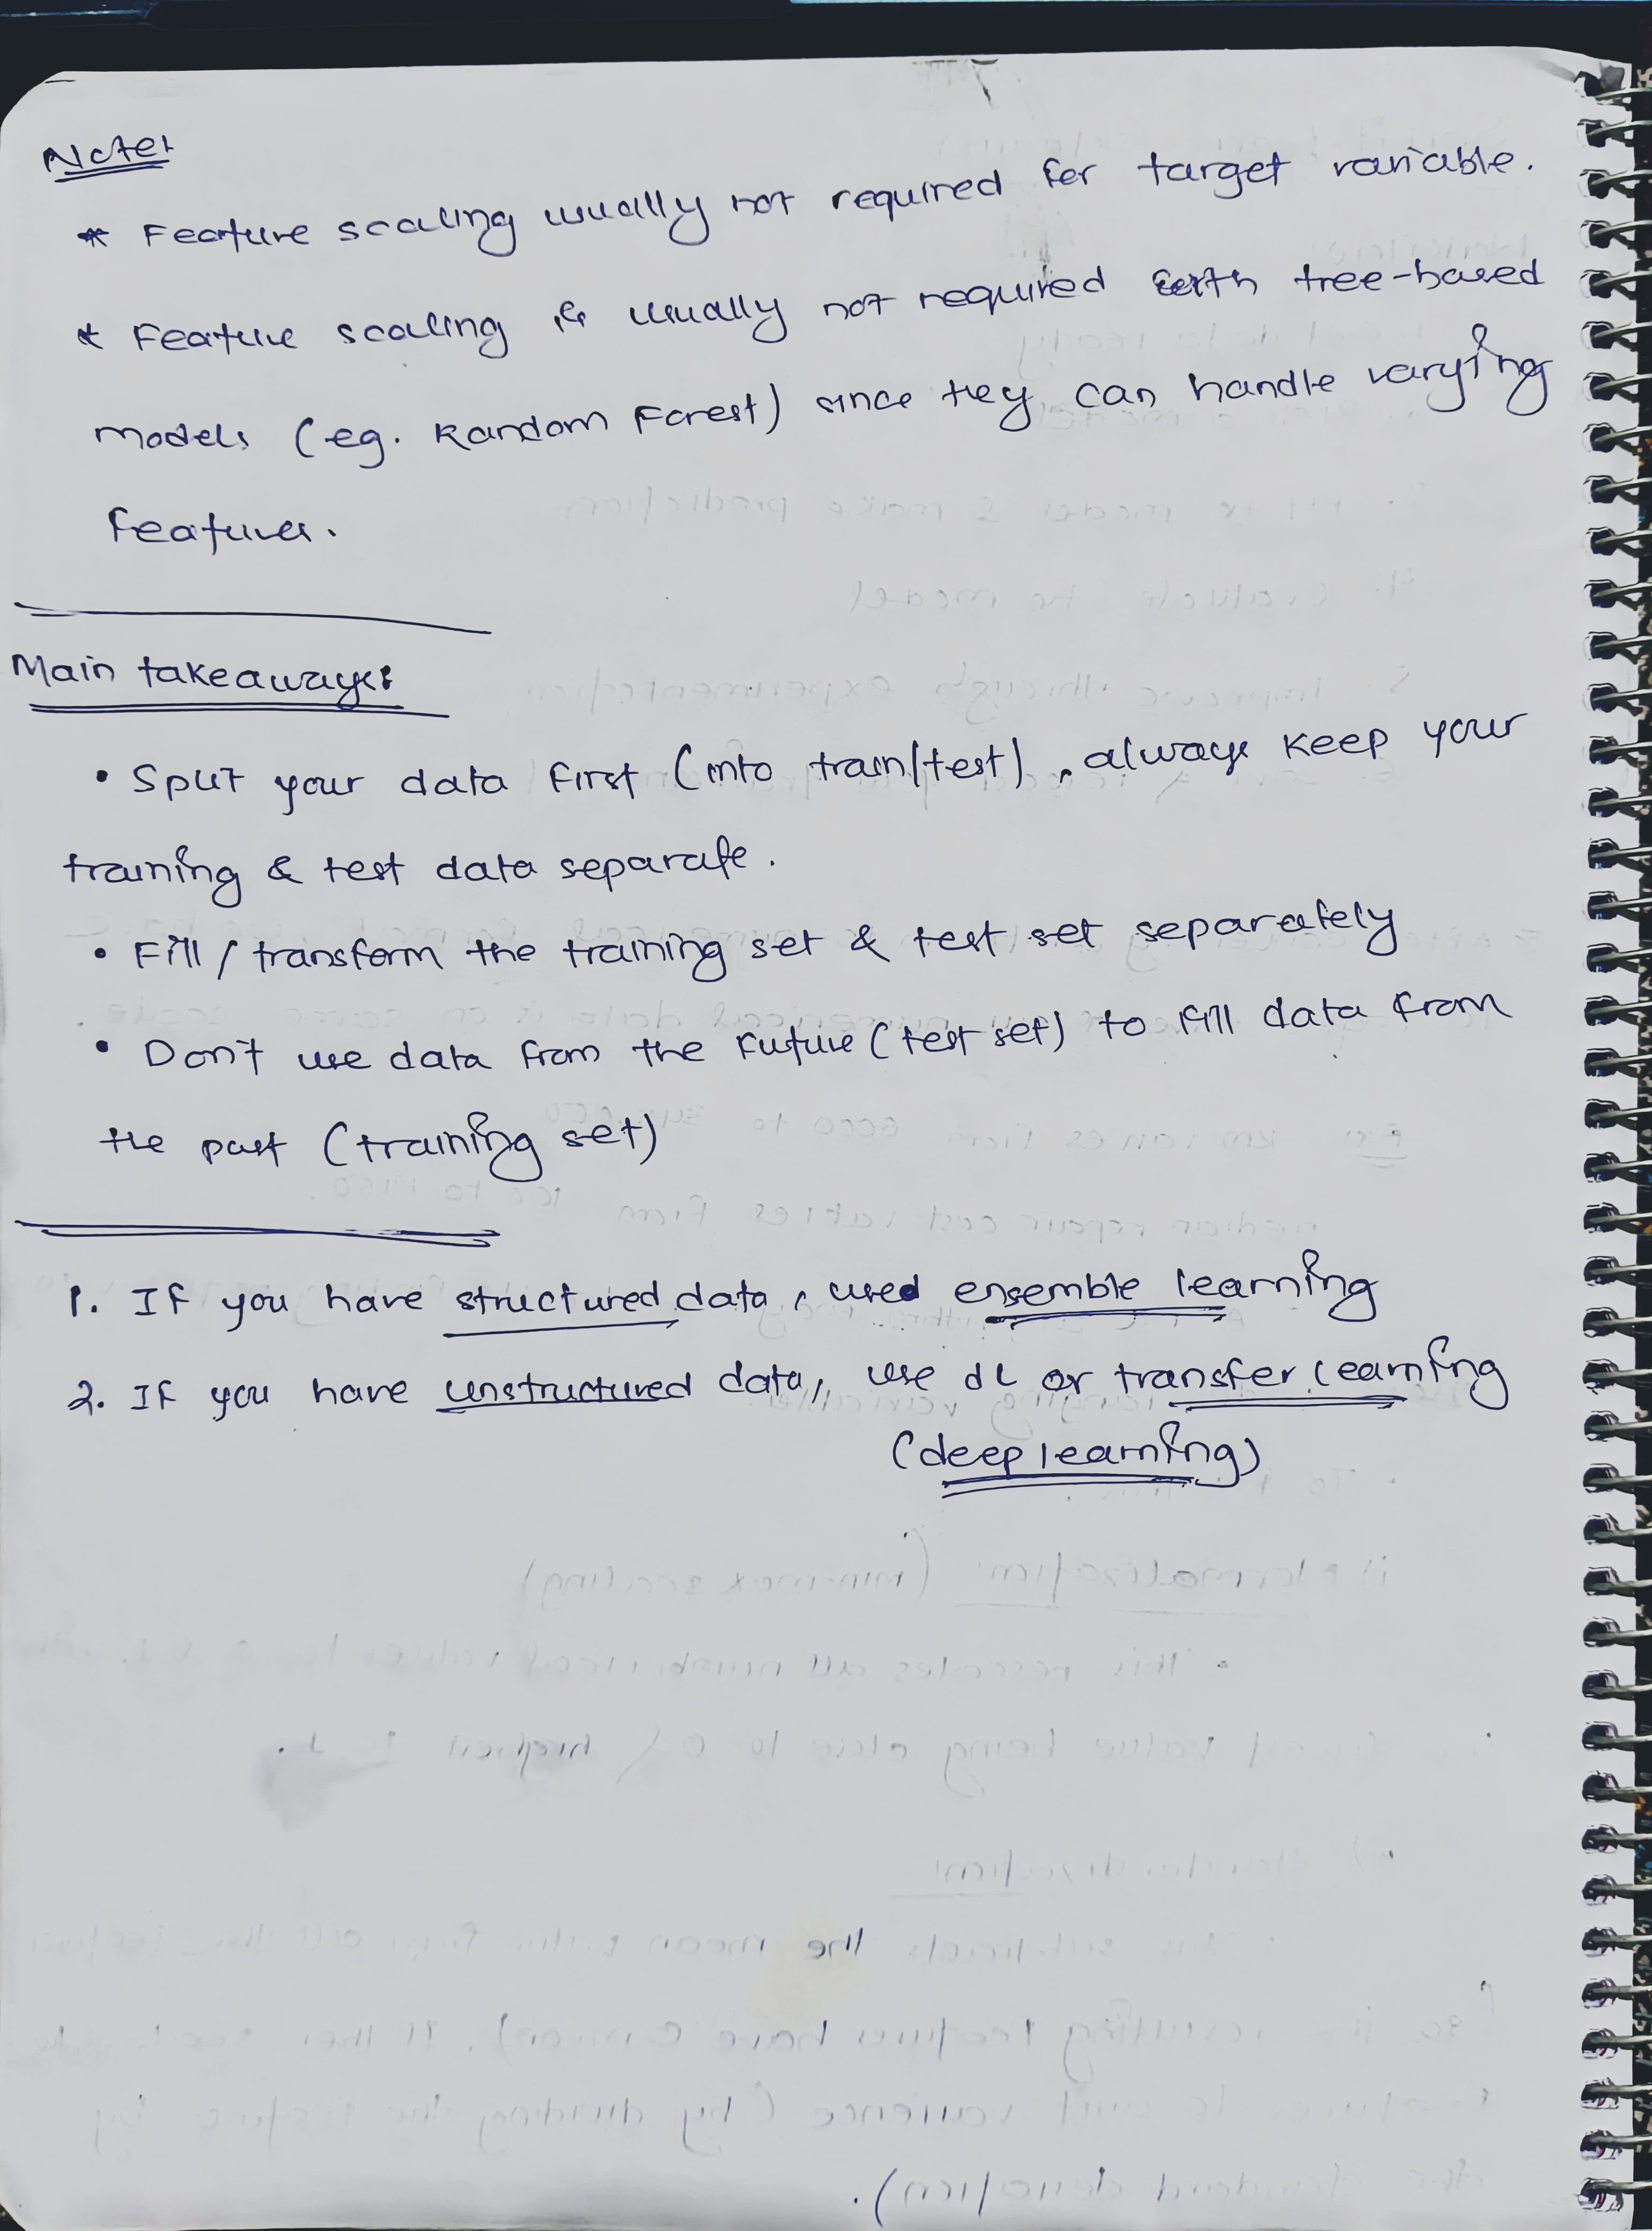 Note:
* Feature scaling usually not required for target variable.
* Feature scaling is usually not required with tree-based
models (eg. Random Forest) since they can handle varying
features.
Main takeaways:
• Split your data first (into train/test), always keep your
training & test data separate.
• Fill / transform the training set & test set separately
• Don't use data from the future (test set) to fill data from
the past (training set)
1. If you have structured data, used ensemble learning
2. If you have unstructured data, use dL or transfer learning
(deep learning)